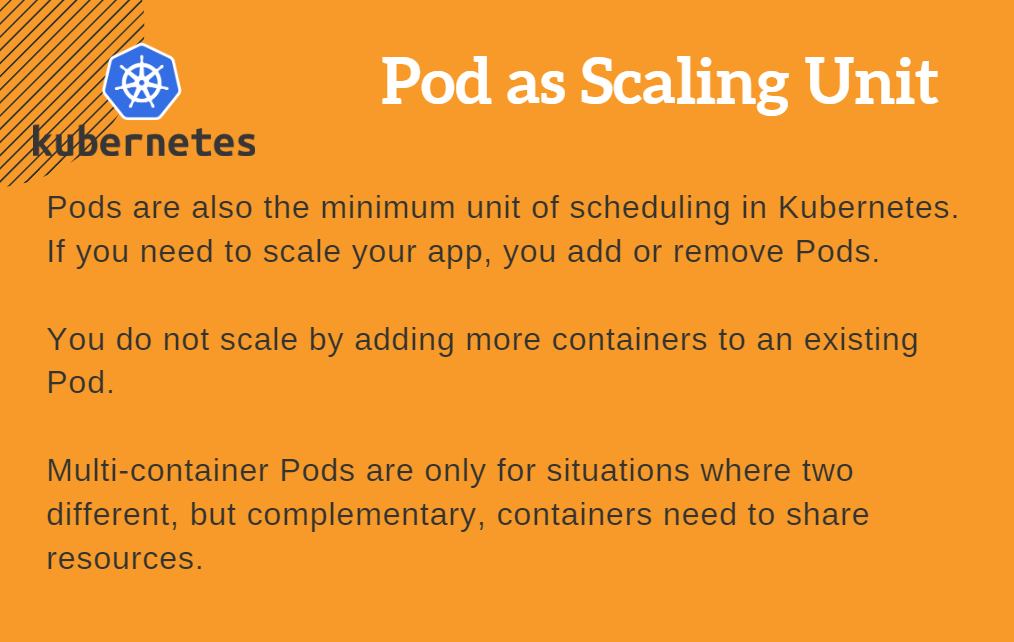 Pod as Scaling Unit
kubernetes
Pods are also the minimum unit of scheduling in Kubernetes.
If you need to scale your app, you add or remove Pods.
You do not scale by adding more containers to an existing
Pod.
Multi-container Pods are only for situations where two
different, but complementary, containers need to share
resources.